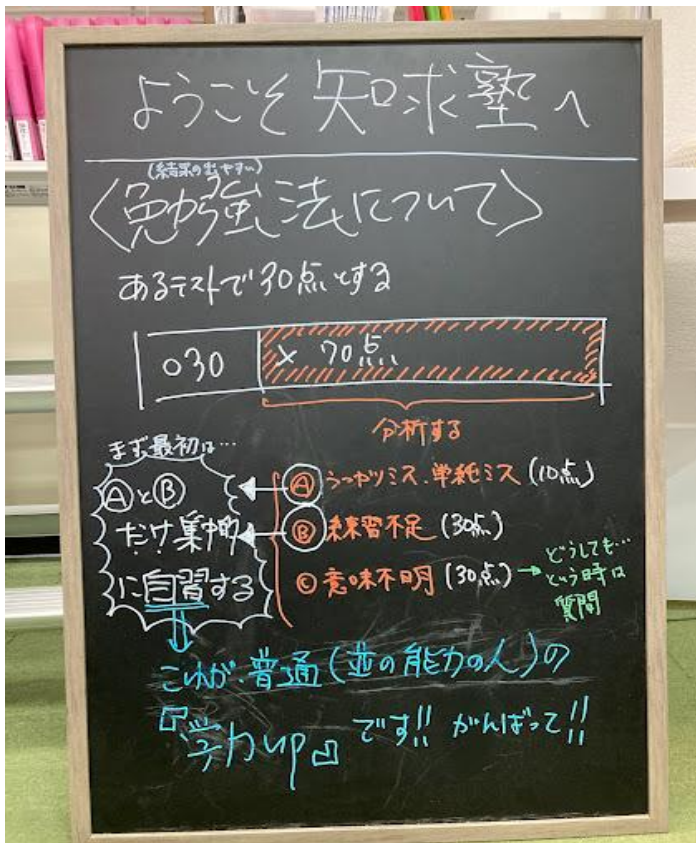 ようこそ 知求塾へ
(結果の出やすい)
〈勉強法について〉
あるテストで30点とする
○30
× 70点
分析する
まず最初は…
ⒶとⒷ
だけ集中的
に自習する
Ⓐ うっかりミス、単純ミス (10点)
Ⓑ 練習不足 (30点)
Ⓒ 意味不明 (30点) →
どうしても…
という時は
質問
これが、普通(並の能力の人)の
『学力up』です!! がんばって!!